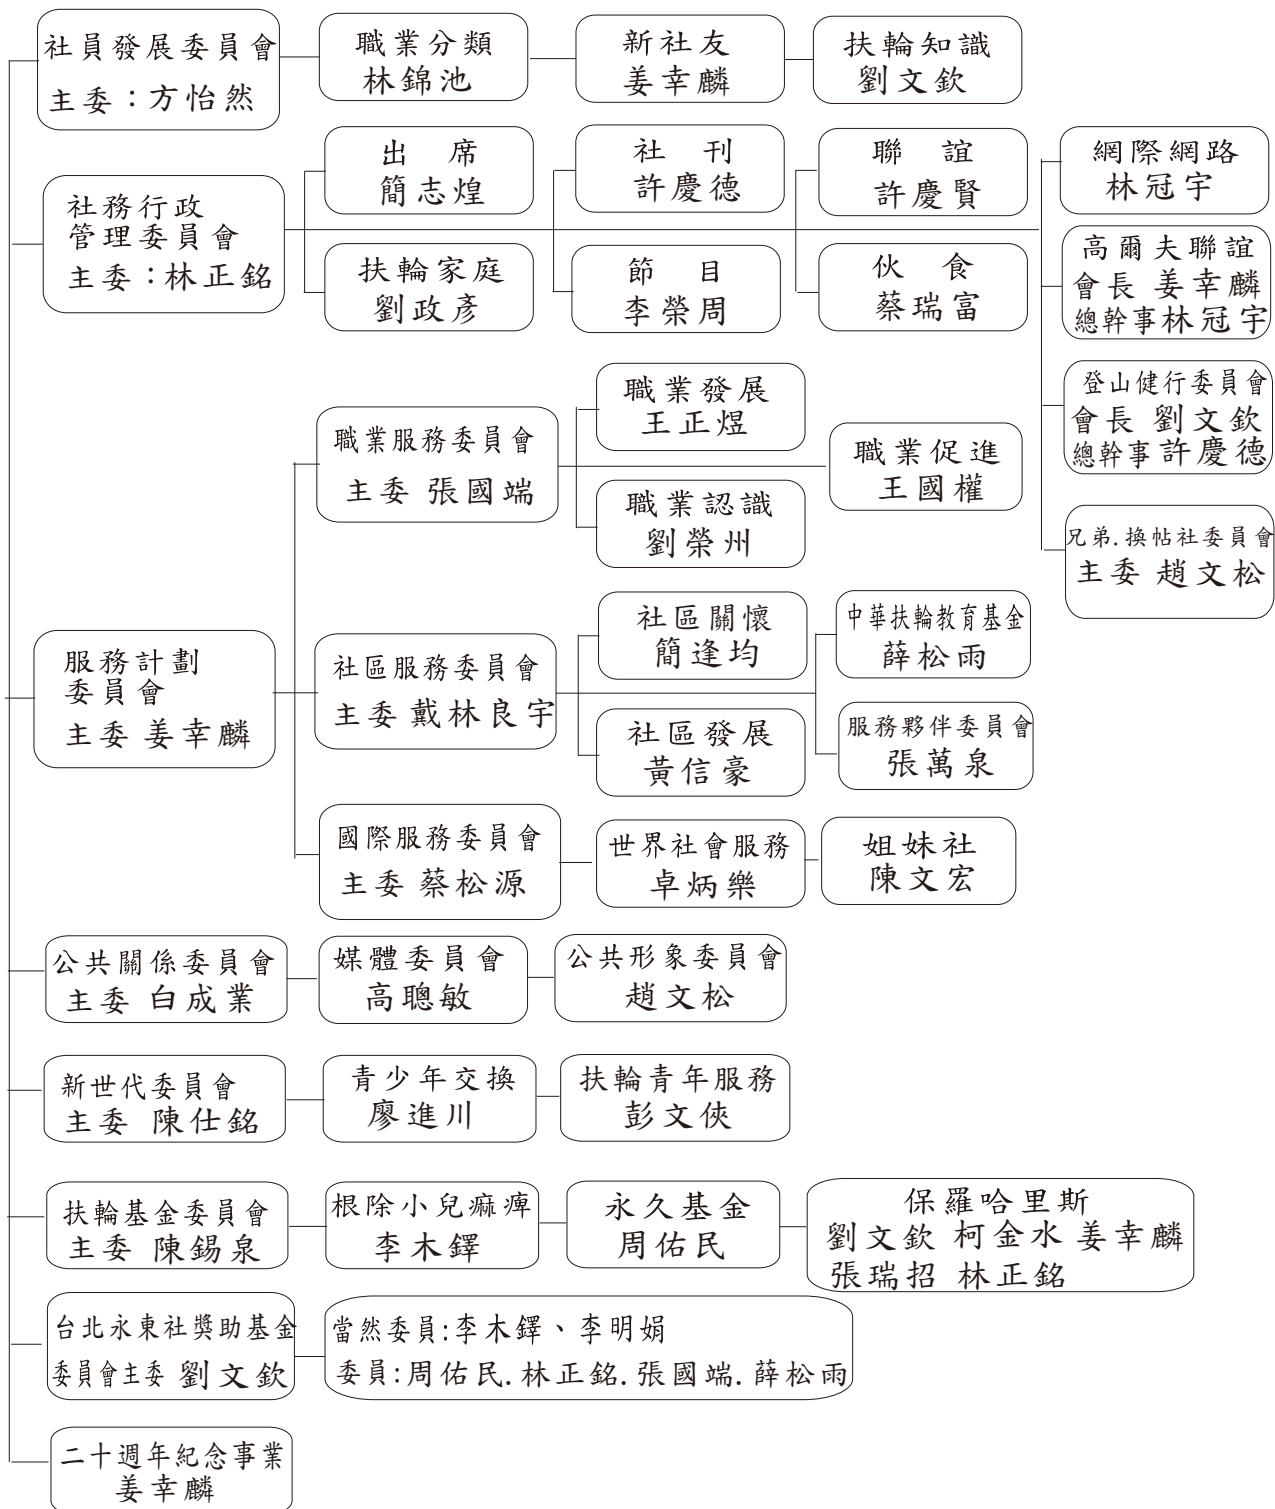 社員發展委員會
主委：方怡然
職業分類
林錦池
新社友
姜幸麟
扶輪知識
劉文欽
社務行政
管理委員會
主委：林正銘
出　席
簡志煌
扶輪家庭
劉政彥
社　刊
許慶德
節　目
李榮周
聯　誼
許慶賢
伙　食
蔡瑞富
網際網路
林冠宇
高爾夫聯誼
會長 姜幸麟
總幹事林冠宇
登山健行委員會
會長 劉文欽
總幹事 許慶德
兄弟.換帖社委員會
主委 趙文松
服務計劃
委員會
主委 姜幸麟
職業服務委員會
主委 張國端
職業發展
王正煜
職業認識
劉榮州
職業促進
王國權
社區服務委員會
主委 戴林良宇
社區關懷
簡逢均
社區發展
黃信豪
中華扶輪教育基金
薛松雨
服務夥伴委員會
張萬泉
國際服務委員會
主委 蔡松源
世界社會服務
卓炳樂
姐妹社
陳文宏
公共關係委員會
主委 白成業
媒體委員會
高聰敏
公共形象委員會
趙文松
新世代委員會
主委 陳仕銘
青少年交換
廖進川
扶輪青年服務
彭文俠
扶輪基金委員會
主委 陳錫泉
根除小兒痲痺
李木鐸
永久基金
周佑民
保羅哈里斯
劉文欽 柯金水 姜幸麟
張瑞招 林正銘
台北永東社獎助基金
委員會主委 劉文欽
當然委員:李木鐸、李明娟
委員:周佑民.林正銘.張國端.薛松雨
二十週年紀念事業
姜幸麟